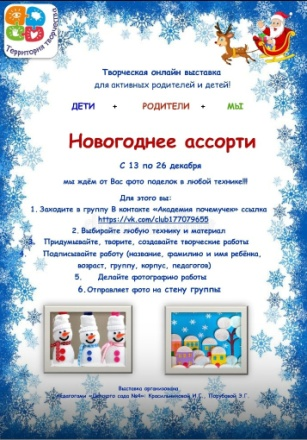 Территория творчества
Творческая онлайн выставка
для активных родителей и детей!
ДЕТИ + РОДИТЕЛИ + МЫ
Новогоднее ассорти
С 13 по 26 декабря
мы ждём от Вас фото поделок в любой технике!!!
Для этого вы:
1. Заходите в группу В контакте «Академия почемучек» ссылка
https://vk.com/club177079655
2. Выбирайте любую технику и материал
3. Придумывайте, творите, создавайте творческие работы
4. Подписывайте работу (название, фамилию и имя ребёнка,
возраст, группу, корпус, педагогов)
5. Делайте фотографию работы
6. Отправляет фото на стену группы
Выставка организована
педагогами «Детского сада №4»: Красильниковой И.Г., Е.Г.